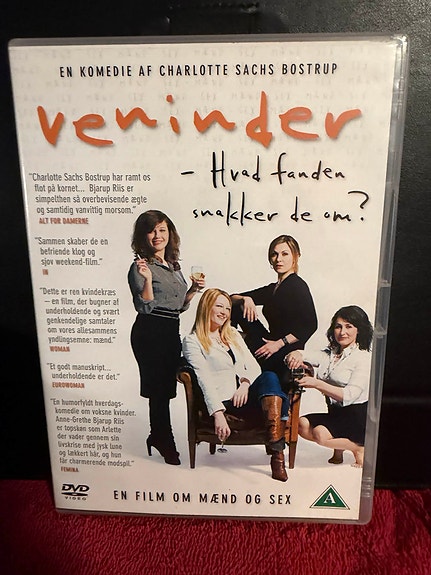 EN KOMEDIE AF CHARLOTTE SACHS BOSTRUP
veninder
- Hvad fanden
snakker de om?
"Charlotte Sachs Bostrup har ramt os
flot på kornet... Bjarup Riis er
simpelthen så overbevisende ægte
og samtidig vanvittig morsom."
ALT FOR DAMERNE
"Sammen skaber de en
befriende klog og
sjov weekend-film."
IN
"Dette er ren kvindekræs
- en film, der bugner af
underholdende og svært
genkendelige samtaler
om vores allesammens
yndlingsemne: mænd."
WOMAN
"Et godt manuskript...
underholdende er det."
EUROWOMAN
"En humorfyldt hverdags-
komedie om voksne kvinder.
Anne-Grethe Bjarup Riis
er topskøn som Arlette
der vader gennem sin
livskrise med jysk lune
og lækkert hår, og hun
får charmerende modspil."
FEMINA
DVD
VIDEO
EN FILM OM MÆND OG SEX
A